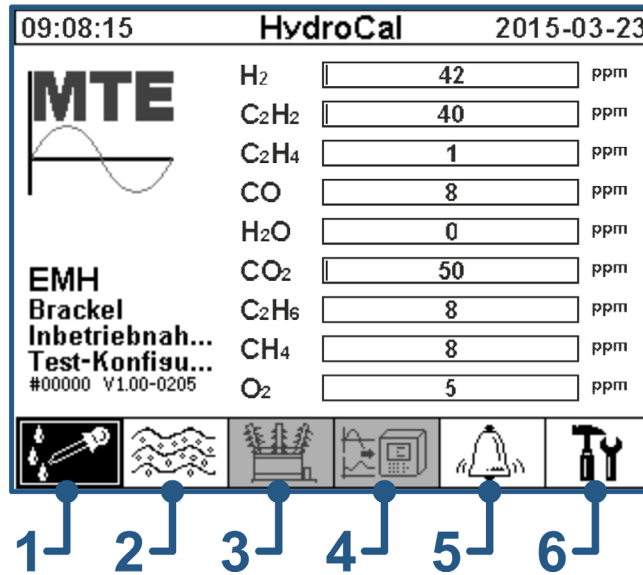 09:08:15 HydroCal 2015-03-23
MTE
H2 42 ppm
C2H2 40 ppm
C2H4 1 ppm
CO 8 ppm
H2O 0 ppm
CO2 50 ppm
C2H6 8 ppm
CH4 8 ppm
O2 5 ppm
EMH
Brackel
Inbetriebnah...
Test-Konfigu...
#00000 V1.00-0205
1 2 3 4 5 6